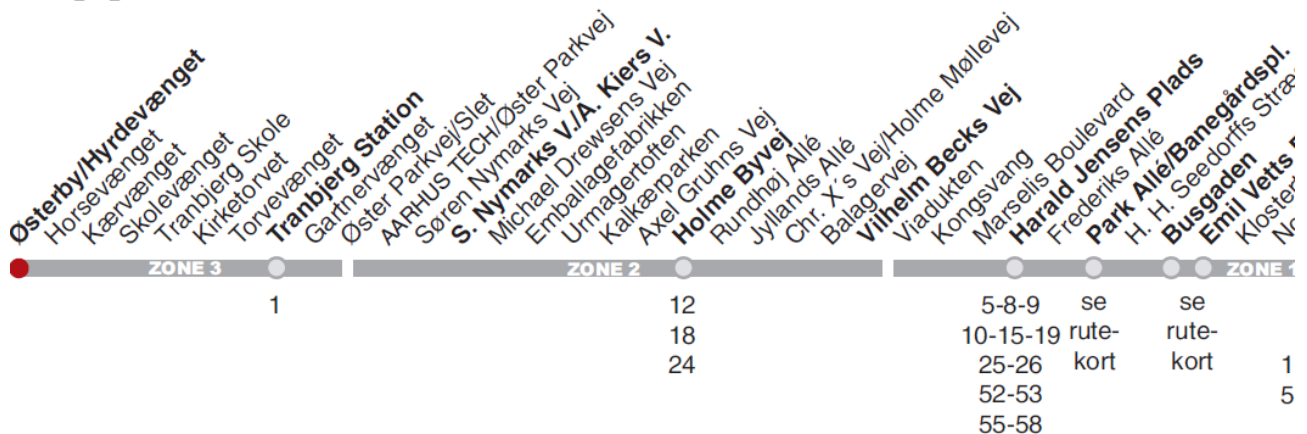 Østerby/Hyrdevænget
Horsevænget
Kærvænget
Skolevænget
Tranbjerg Skole
Kirketorvet
Torvevænget
Tranbjerg Station
Gartnervænget
Øster Parkvej/Slet
AARHUS TECH/Øster Parkvej
Søren Nymarks Vej
S. Nymarks V./A. Kiers V.
Michael Drewsens Vej
Emballagefabrikken
Urmagertoften
Kalkærparken
Axel Gruhns Vej
Holme Byvej
Rundhøj Allé
Jyllands Allé
Chr. X´s Vej/Holme Møllevej
Balagervej
Vilhelm Becks Vej
Viadukten
Kongsvang
Marselis Boulevard
Harald Jensens Plads
Frederiks Allé
Park Allé/Banegårdspl.
H. H. Seedorffs
Busgaden
Emil Vetts
ZONE 3
ZONE 2
ZONE 1
1
12
18
24
5-8-9
10-15-19
25-26
52-53
55-58
se
rute-
kort
se
rute-
kort
1
5